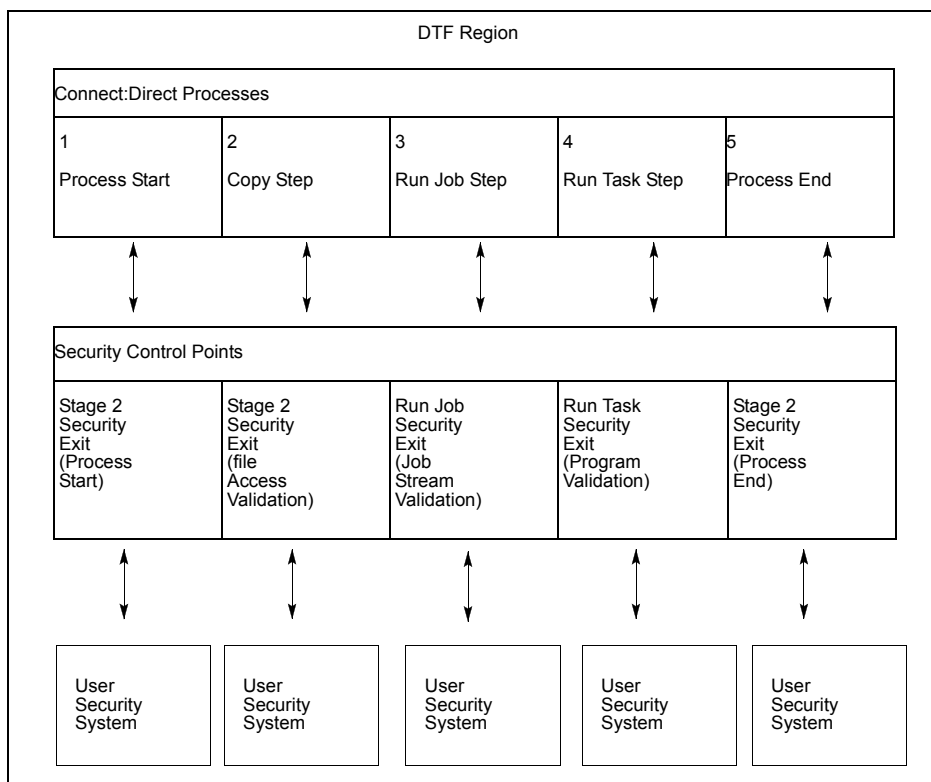 DTF Region
Connect:Direct Processes
1
Process Start
2
Copy Step
3
Run Job Step
4
Run Task Step
5
Process End
Security Control Points
Stage 2
Security
Exit
(Process
Start)
Stage 2
Security
Exit
(file
Access
Validation)
Run Job
Security
Exit
(Job
Stream
Validation)
Run Task
Security
Exit
(Program
Validation)
Stage 2
Security
Exit
(Process
End)
User
Security
System
User
Security
System
User
Security
System
User
Security
System
User
Security
System